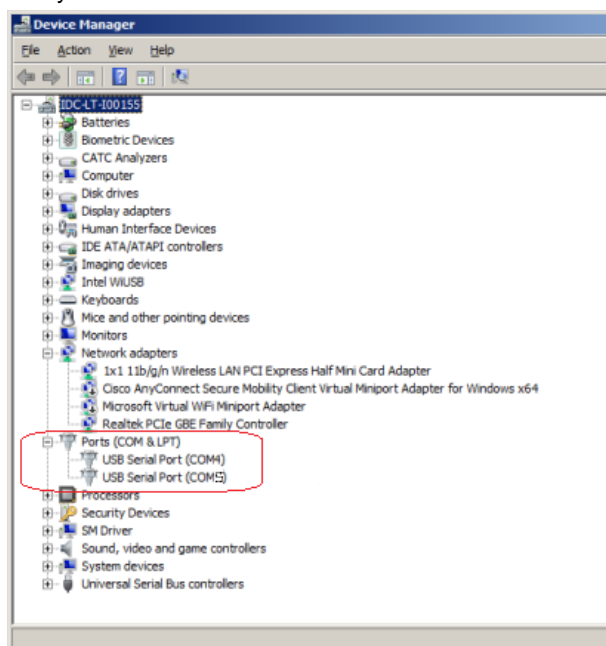 Device Manager
File Action View Help
IDC-LT-I00155
Batteries
Biometric Devices
CATC Analyzers
Computer
Disk drives
Display adapters
Human Interface Devices
IDE ATA/ATAPI controllers
Imaging devices
Intel WiUSB
Keyboards
Mice and other pointing devices
Monitors
Network adapters
1x1 11b/g/n Wireless LAN PCI Express Half Mini Card Adapter
Cisco AnyConnect Secure Mobility Client Virtual Miniport Adapter for Windows x64
Microsoft Virtual WiFi Miniport Adapter
Realtek PCIe GBE Family Controller
Ports (COM & LPT)
USB Serial Port (COM4)
USB Serial Port (COM5)
Processors
Security Devices
SM Driver
Sound, video and game controllers
System devices
Universal Serial Bus controllers